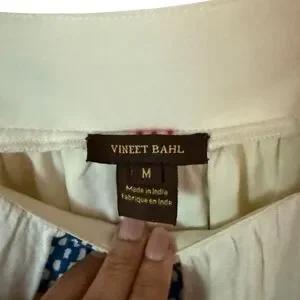 VINEET BAHL
M
Made in India
Fabriqué en Inde